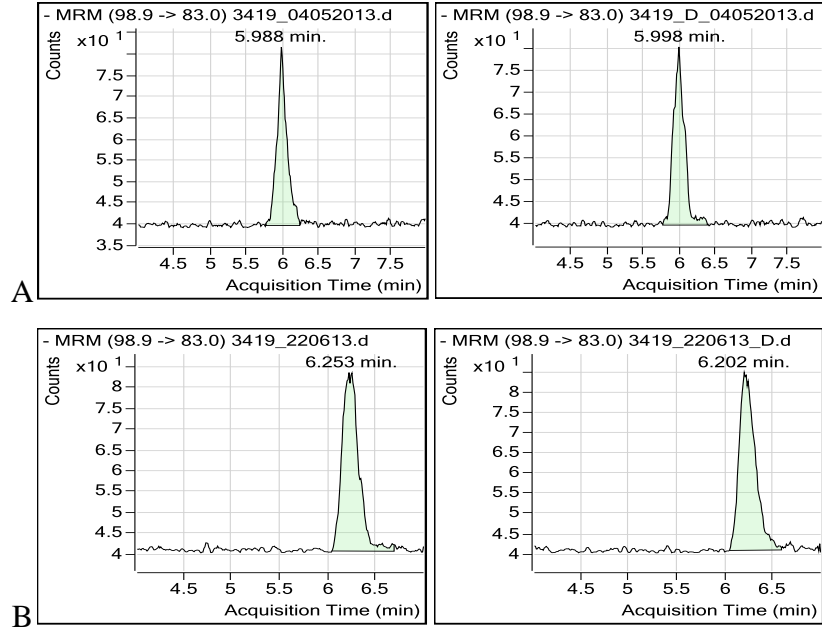 - MRM (98.9 -> 83.0) 3419_04052013.d
x10 1
5.988 min.
Counts
7.5
7
6.5
6
5.5
5
4.5
4
3.5
4.5 5 5.5 6 6.5 7 7.5
Acquisition Time (min)
- MRM (98.9 -> 83.0) 3419_D_04052013.d
x10 1
5.998 min.
Counts
7.5
7
6.5
6
5.5
5
4.5
4
4.5 5 5.5 6 6.5 7 7.5
Acquisition Time (min)
A
- MRM (98.9 -> 83.0) 3419_220613.d
x10 1
6.253 min.
Counts
8
7.5
7
6.5
6
5.5
5
4.5
4
4.5 5 5.5 6 6.5
Acquisition Time (min)
- MRM (98.9 -> 83.0) 3419_220613_D.d
x10 1
6.202 min.
Counts
8
7.5
7
6.5
6
5.5
5
4.5
4
4.5 5 5.5 6 6.5
Acquisition Time (min)
B